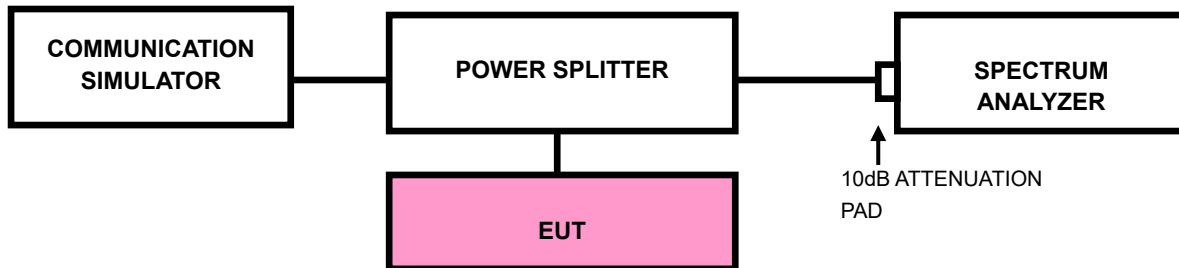 COMMUNICATION
SIMULATOR
POWER SPLITTER
SPECTRUM
ANALYZER
10dB ATTENUATION
PAD
EUT